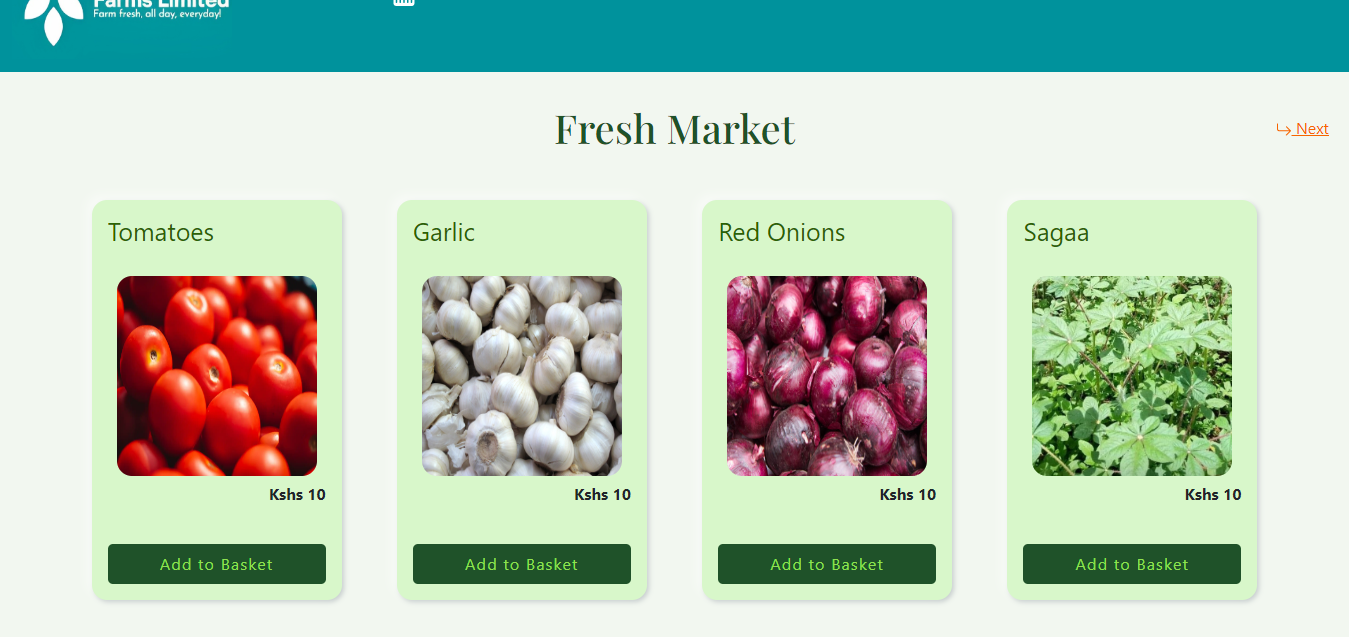 Farms Limited
Farm fresh, all day, everyday!
Fresh Market
Next
Tomatoes
Garlic
Red Onions
Sagaa
Kshs 10
Kshs 10
Kshs 10
Kshs 10
Add to Basket
Add to Basket
Add to Basket
Add to Basket